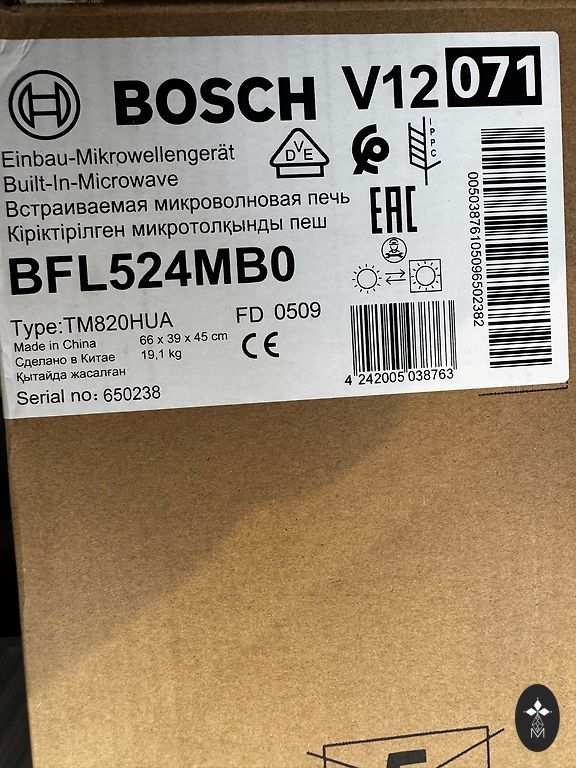 BOSCH V12 071
Einbau-Mikrowellengerät
Built-In-Microwave
Встраиваемая микроволновая печь
Кіріктірілген микротолқынды пеш
DVE
IPPC
EAC
BFL524MB0
Type:TM820HUA
FD 0509
Made in China
66 x 39 x 45 cm
Сделано в Китае
19,1 kg
CE
Қытайда жасалған
Serial no: 650238
4 242005 038763
00503876105096502382
M